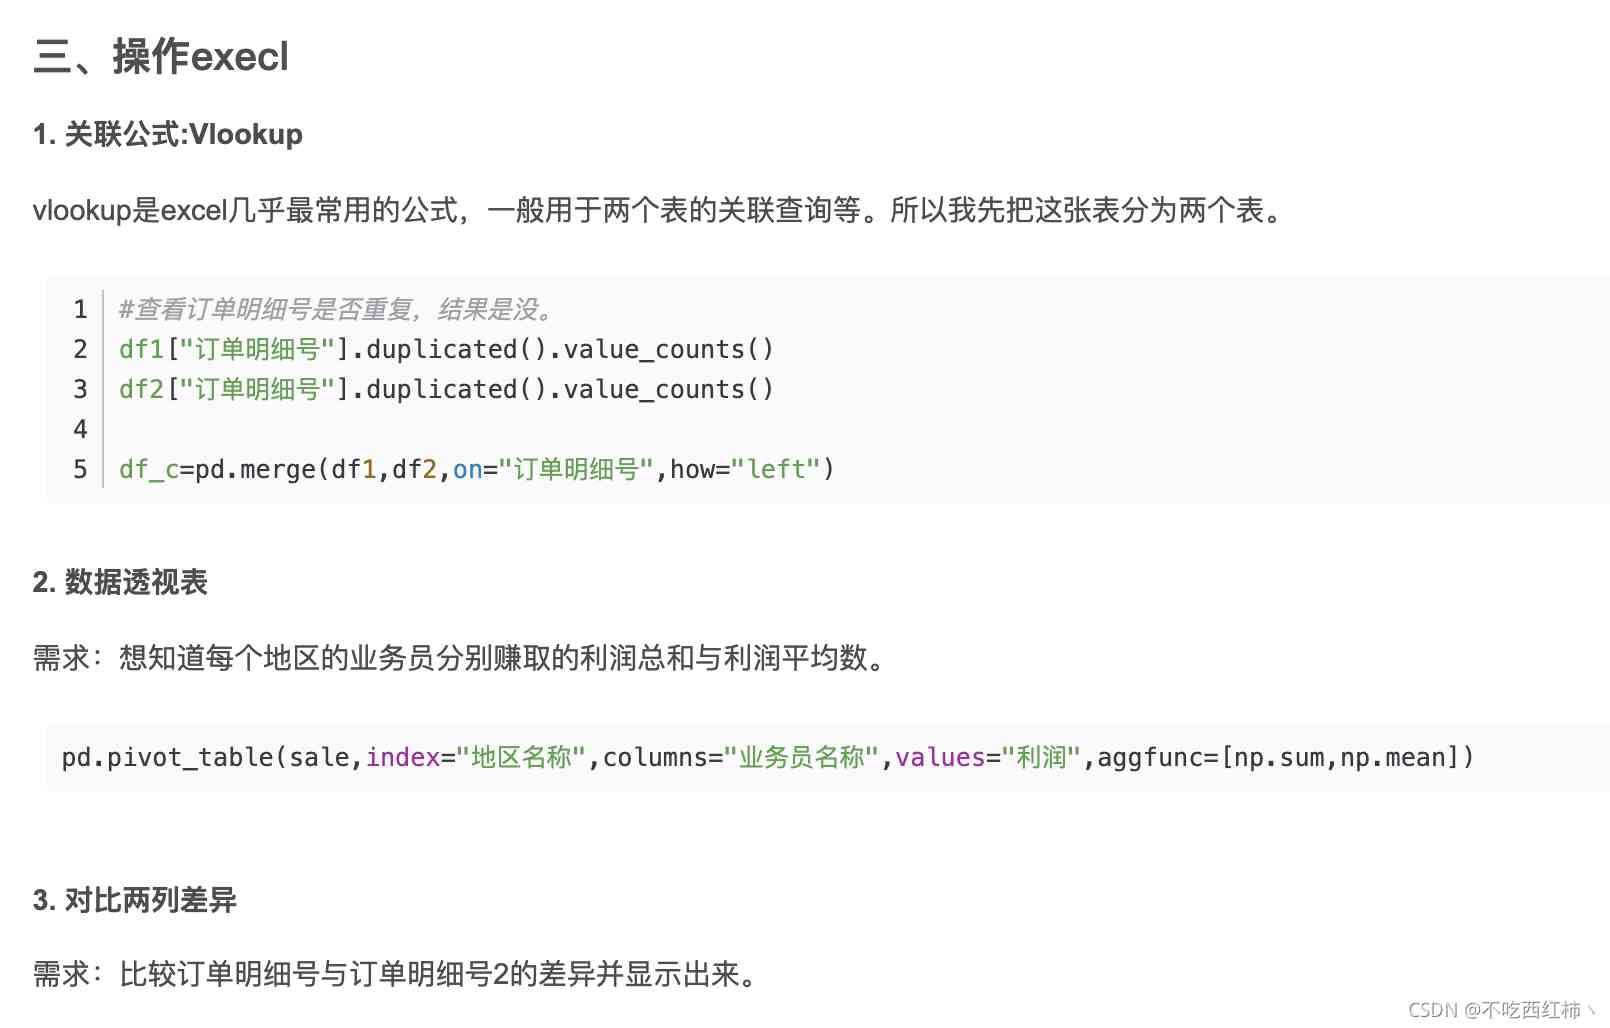 三、操作execl
1. 关联公式:Vlookup
vlookup是excel几乎最常用的公式，一般用于两个表的关联查询等。所以我先把这张表分为两个表。
1 #查看订单明细号是否重复，结果是没。
2 df1["订单明细号"].duplicated().value_counts()
3 df2["订单明细号"].duplicated().value_counts()
4
5 df_c=pd.merge(df1,df2,on="订单明细号",how="left")
2. 数据透视表
需求：想知道每个地区的业务员分别赚取的利润总和与利润平均数。
pd.pivot_table(sale,index="地区名称",columns="业务员名称",values="利润",aggfunc=[np.sum,np.mean])
3. 对比两列差异
需求：比较订单明细号与订单明细号2的差异并显示出来。
CSDN @不吃西红柿丶